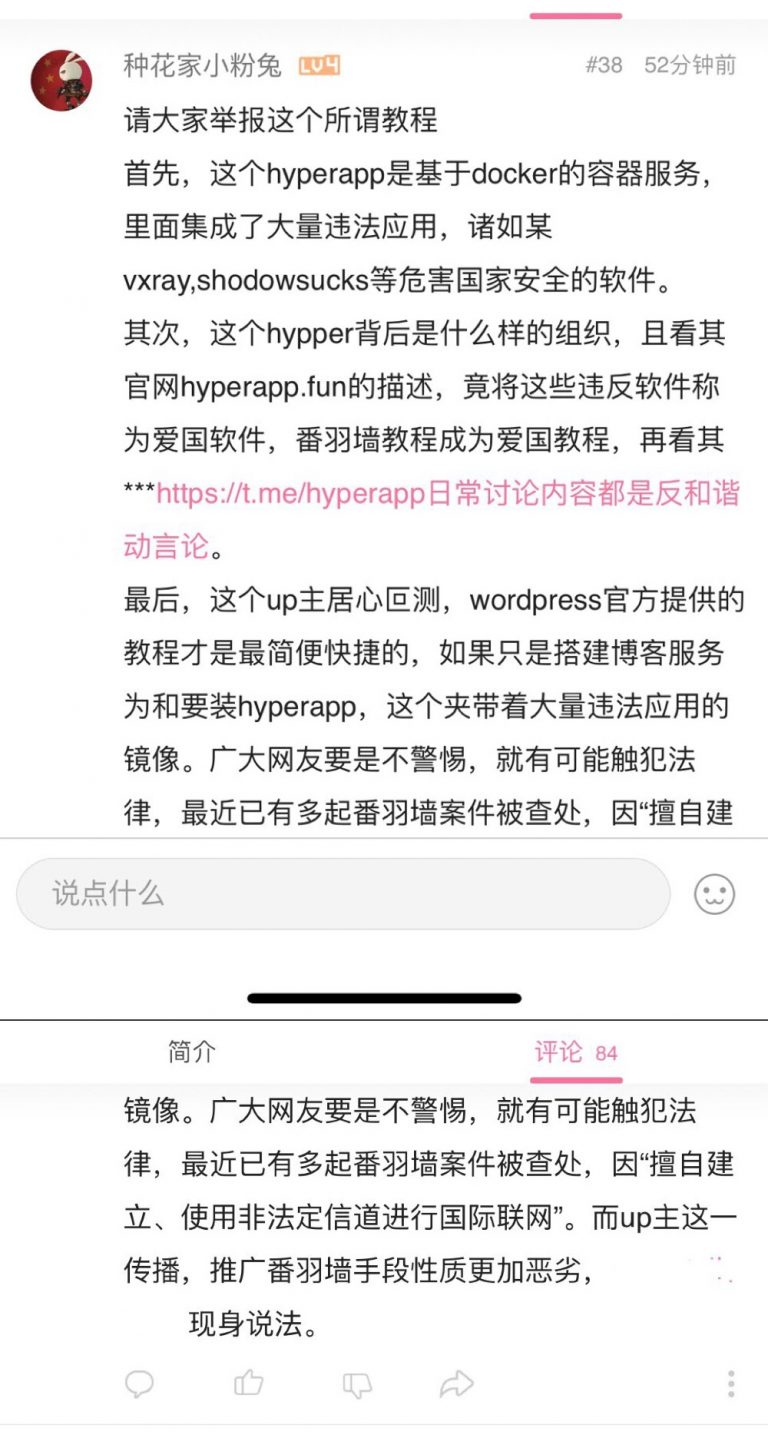 种花家小粉兔 LV4 #38 52分钟前
请大家举报这个所谓教程
首先，这个hyperapp是基于docker的容器服务，
里面集成了大量违法应用，诸如某
vxray,shodowsucks等危害国家安全的软件。
其次，这个hypper背后是什么样的组织，且看其
官网hyperapp.fun的描述，竟将这些违反软件称
为爱国软件，番羽墙教程成为爱国教程，再看其
***https://t.me/hyperapp日常讨论内容都是反和谐
动言论。
最后，这个up主居心叵测，wordpress官方提供的
教程才是最简便快捷的，如果只是搭建博客服务
为和要装hyperapp，这个夹带着大量违法应用的
镜像。广大网友要是不警惕，就有可能触犯法
律，最近已有多起番羽墙案件被查处，因“擅自建
说点什么
简介 评论 84
镜像。广大网友要是不警惕，就有可能触犯法
律，最近已有多起番羽墙案件被查处，因“擅自建
立、使用非法定信道进行国际联网”。而up主这一
传播，推广番羽墙手段性质更加恶劣，
现身说法。